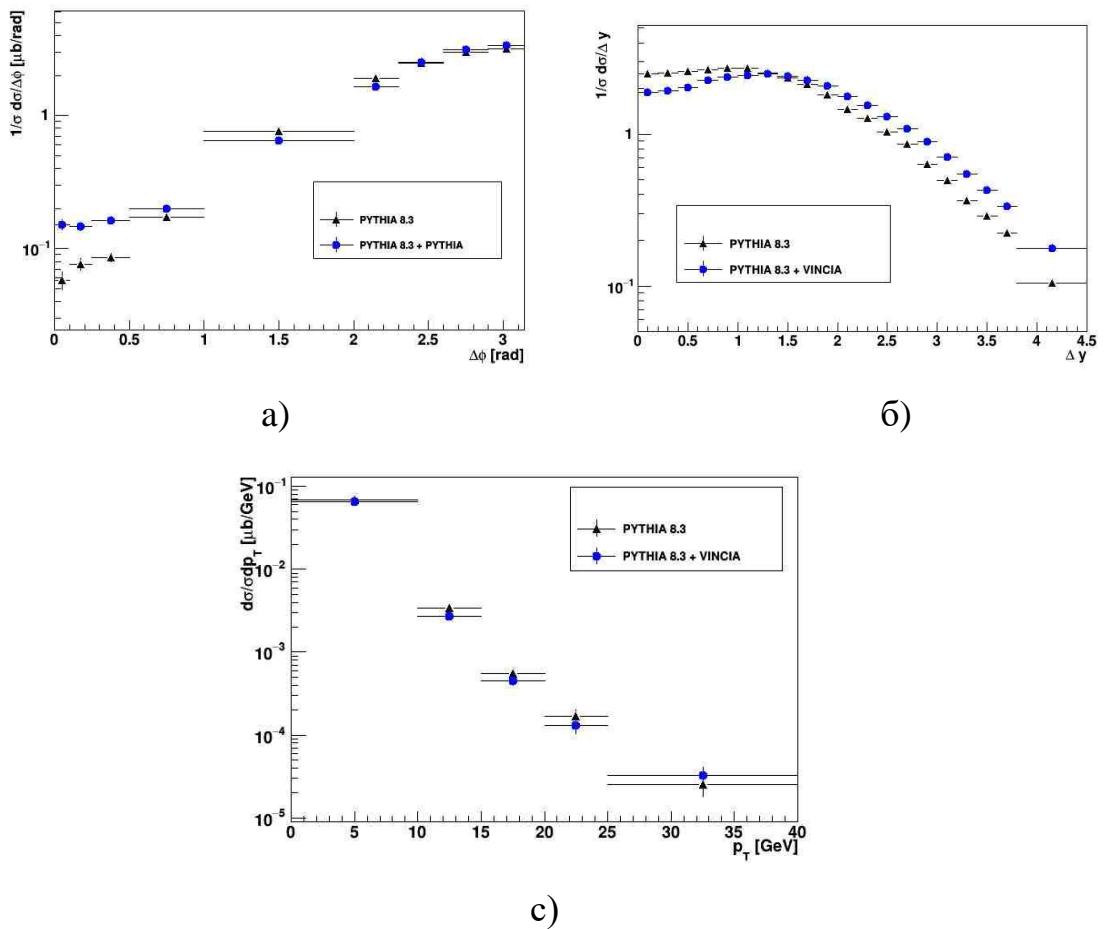 1/σ dσ/Δϕ [μb/rad]
1
10⁻¹
PYTHIA 8.3
PYTHIA 8.3 + PYTHIA
0 0.5 1 1.5 2 2.5 3
Δϕ [rad]
а)
1/σ dσ/Δ y
1
10⁻¹
PYTHIA 8.3
PYTHIA 8.3 + VINCIA
0 0.5 1 1.5 2 2.5 3 3.5 4 4.5
Δ y
б)
dσ/σdp_T [μb/GeV]
10⁻¹
10⁻²
10⁻³
10⁻⁴
10⁻⁵
PYTHIA 8.3
PYTHIA 8.3 + VINCIA
0 5 10 15 20 25 30 35 40
p_T [GeV]
с)